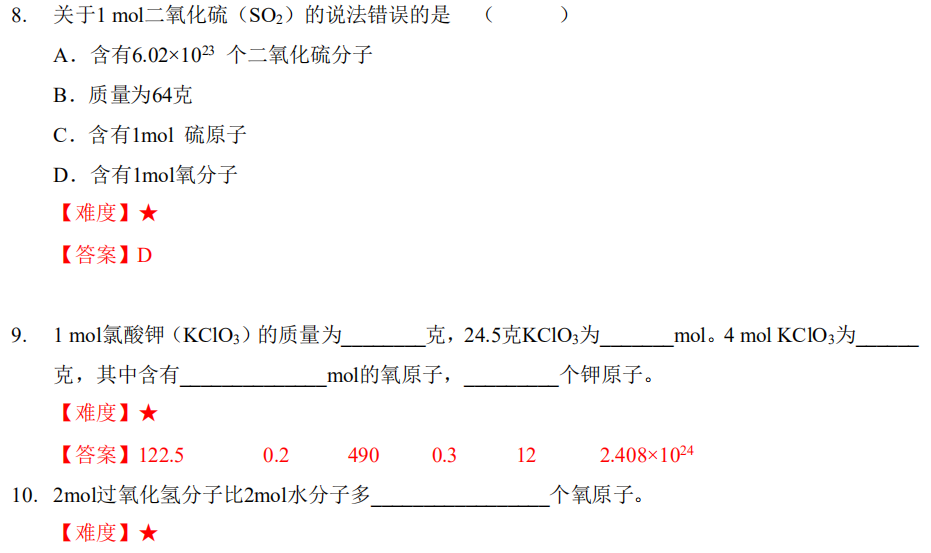 8. 关于1 mol二氧化硫（SO₂）的说法错误的是 （ ）
A．含有6.02×10²³ 个二氧化硫分子
B．质量为64克
C．含有1mol 硫原子
D．含有1mol氧分子
【难度】★
【答案】D
9. 1 mol氯酸钾（KClO₃）的质量为________克，24.5克KClO₃为_______mol。4 mol KClO₃为______
克，其中含有______________mol的氧原子，_________个钾原子。
【难度】★
【答案】122.5 0.2 490 0.3 12 2.408×10²⁴
10. 2mol过氧化氢分子比2mol水分子多_________________个氧原子。
【难度】★